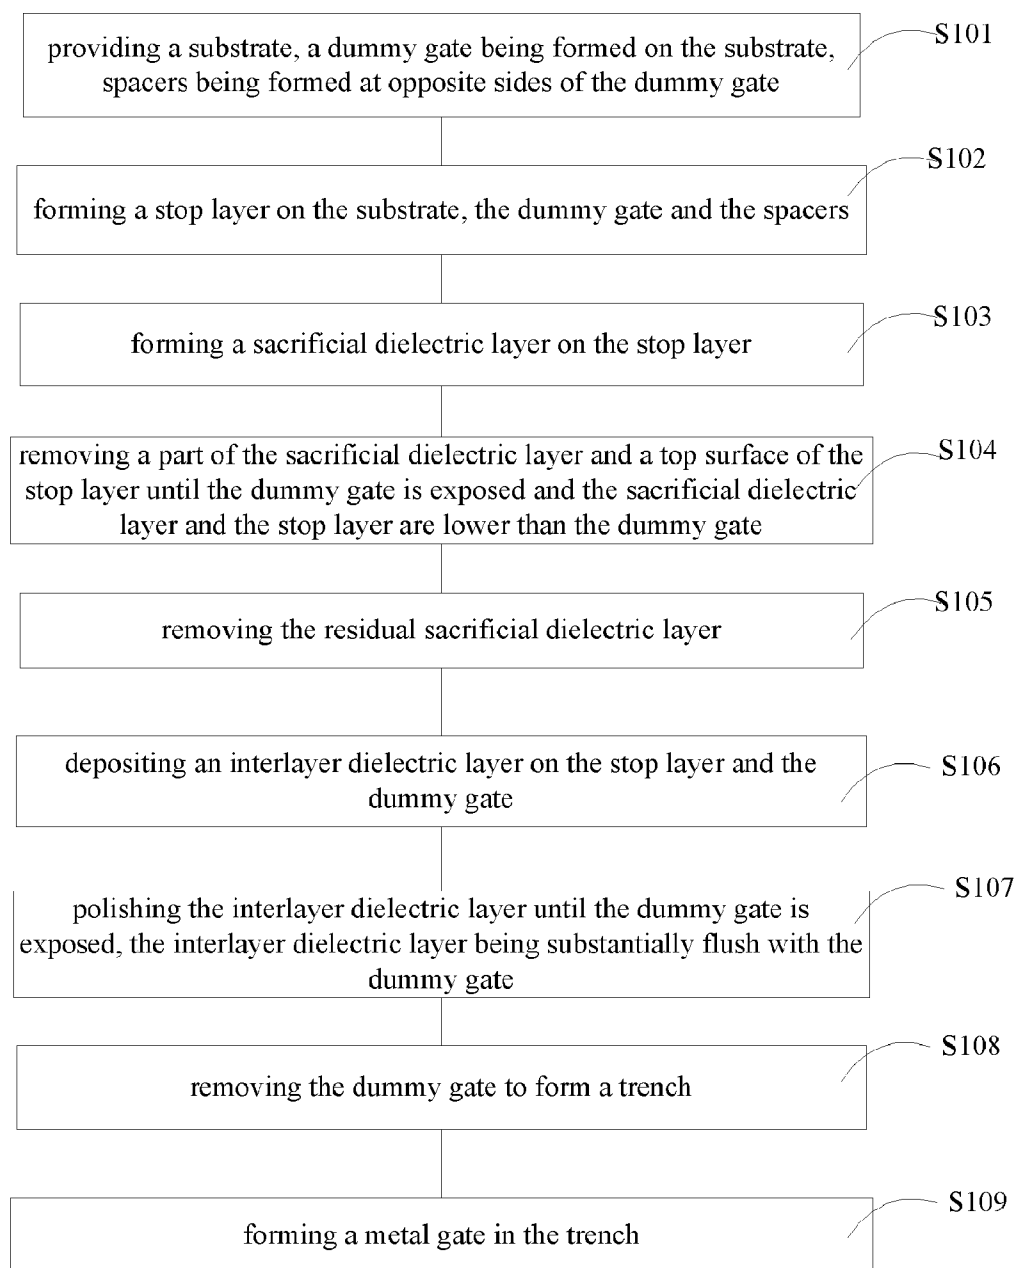 providing a substrate, a dummy gate being formed on the substrate,
spacers being formed at opposite sides of the dummy gate
S101
forming a stop layer on the substrate, the dummy gate and the spacers
S102
forming a sacrificial dielectric layer on the stop layer
S103
removing a part of the sacrificial dielectric layer and a top surface of the
stop layer until the dummy gate is exposed and the sacrificial dielectric
layer and the stop layer are lower than the dummy gate
S104
removing the residual sacrificial dielectric layer
S105
depositing an interlayer dielectric layer on the stop layer and the
dummy gate
S106
polishing the interlayer dielectric layer until the dummy gate is
exposed, the interlayer dielectric layer being substantially flush with the
dummy gate
S107
removing the dummy gate to form a trench
S108
forming a metal gate in the trench
S109